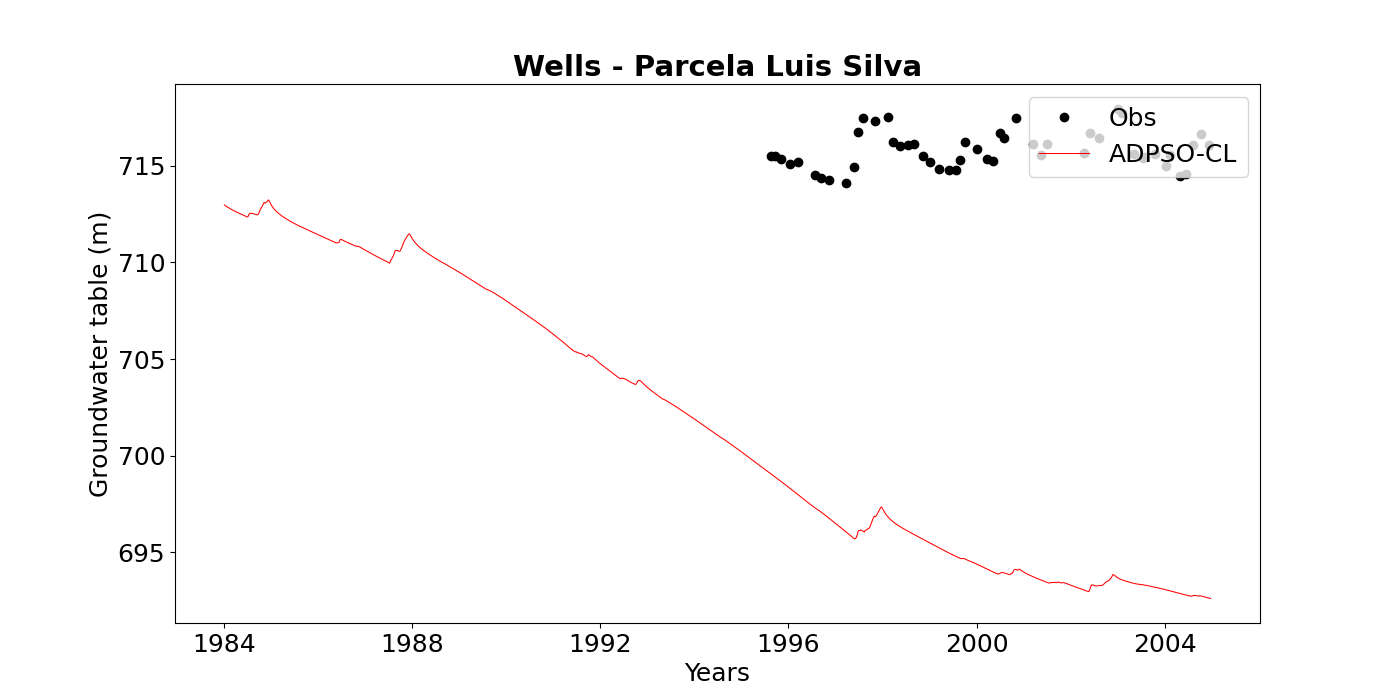 Wells - Parcela Luis Silva
Obs
ADPSO-CL
Groundwater table (m)
715
710
705
700
695
1984 1988 1992 1996 2000 2004
Years